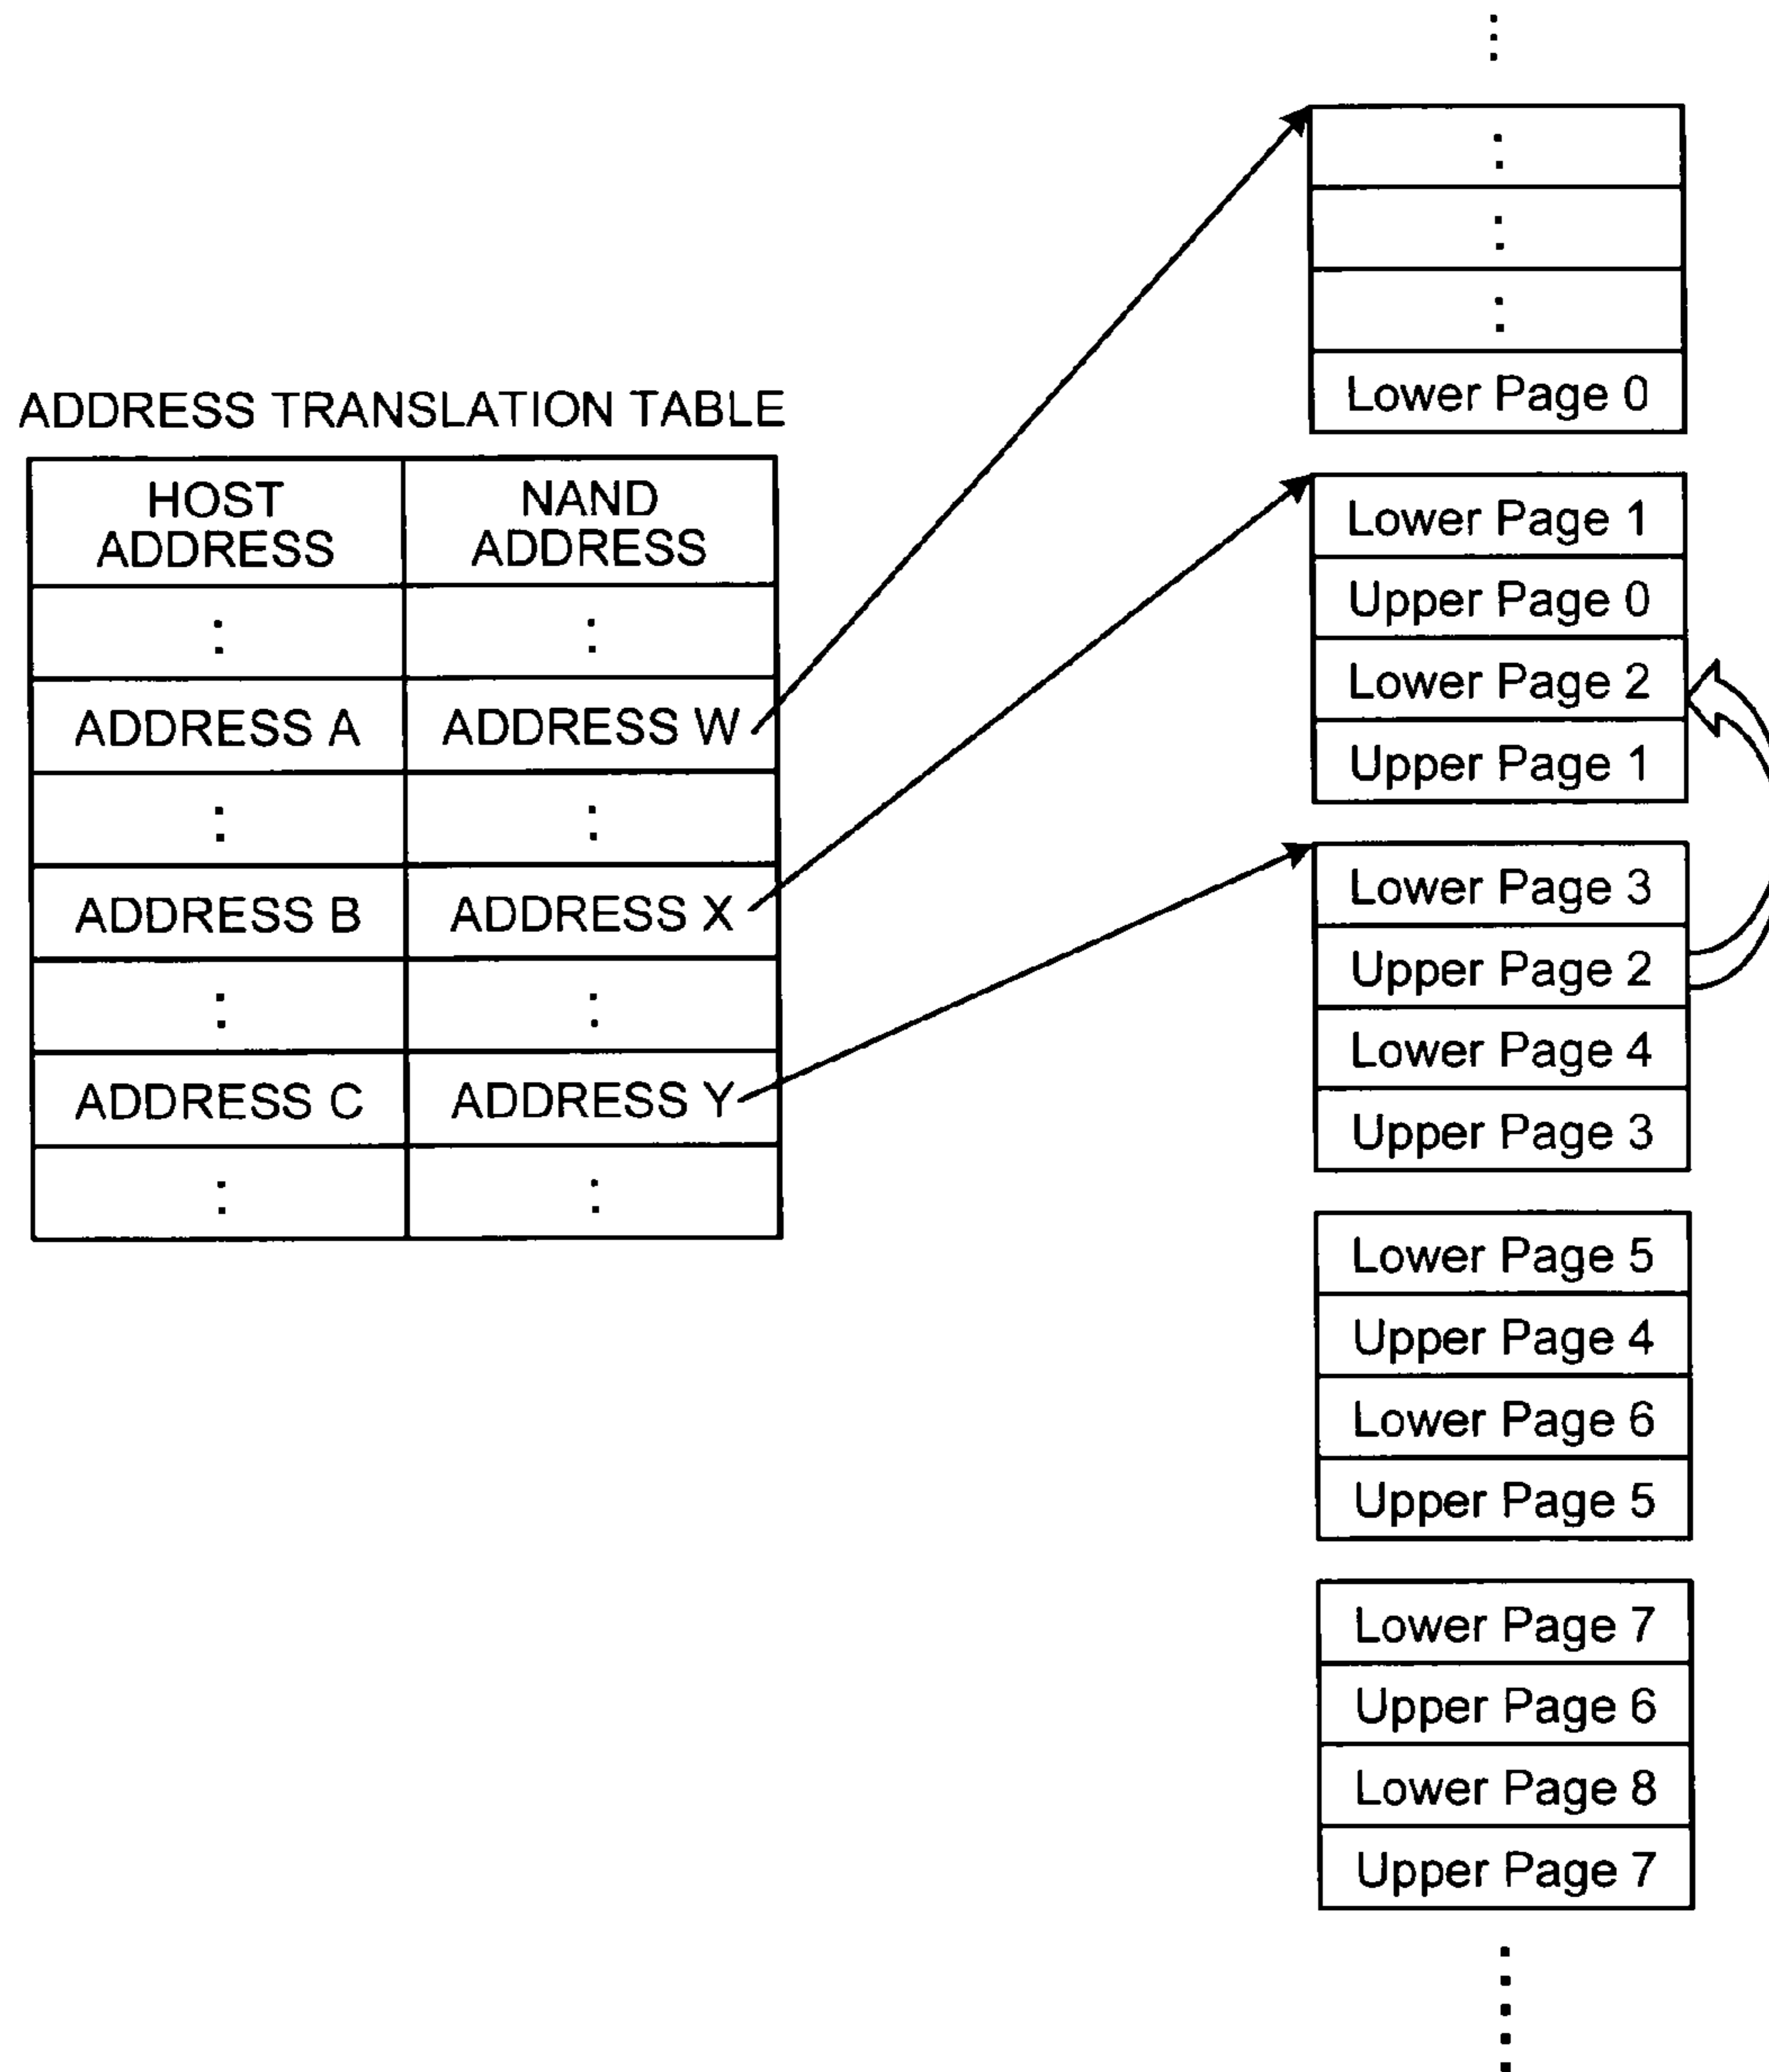 ADDRESS TRANSLATION TABLE
HOST ADDRESS NAND ADDRESS
: :
ADDRESS A ADDRESS W
: :
ADDRESS B ADDRESS X
: :
ADDRESS C ADDRESS Y
: :
Lower Page 0
Lower Page 1
Upper Page 0
Lower Page 2
Upper Page 1
Lower Page 3
Upper Page 2
Lower Page 4
Upper Page 3
Lower Page 5
Upper Page 4
Lower Page 6
Upper Page 5
Lower Page 7
Upper Page 6
Lower Page 8
Upper Page 7